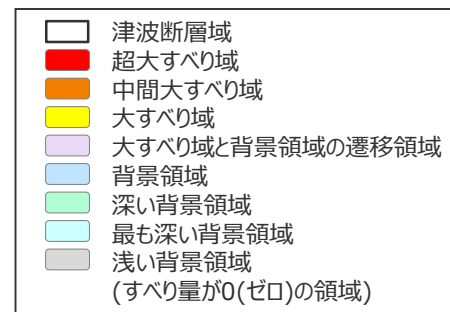 津波断層域
超大すべり域
中間大すべり域
大すべり域
大すべり域と背景領域の遷移領域
背景領域
深い背景領域
最も深い背景領域
浅い背景領域
(すべり量が0(ゼロ)の領域)